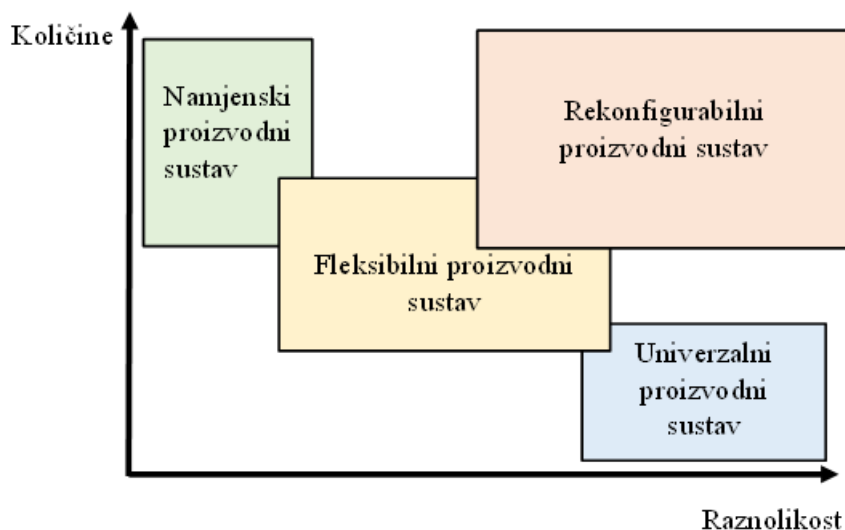 Količine
Namjenski
proizvodni
sustav
Rekonfigurabilni
proizvodni sustav
Fleksibilni proizvodni
sustav
Univerzalni
proizvodni
sustav
Raznolikost